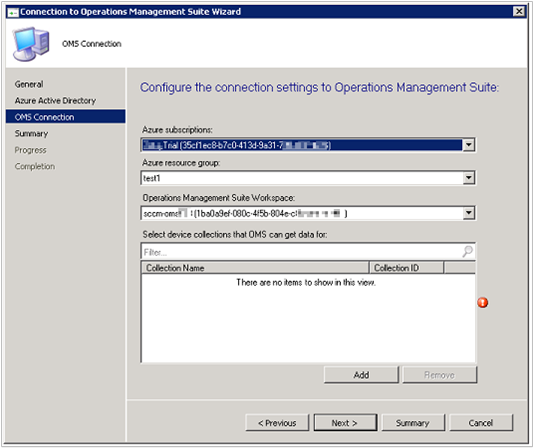 Connection to Operations Management Suite Wizard
OMS Connection
General
Azure Active Directory
OMS Connection
Summary
Progress
Completion
Configure the connection settings to Operations Management Suite:
Azure subscriptions:
Trial (35cf1ec8-b7c0-413d-9a31-7
Azure resource group:
test1
Operations Management Suite Workspace:
sccm-oms (1ba0a9ef-080c-4f5b-804e-c )
Select device collections that OMS can get data for:
Filter...
Collection Name Collection ID
There are no items to show in this view.
Add Remove
< Previous Next > Summary Cancel